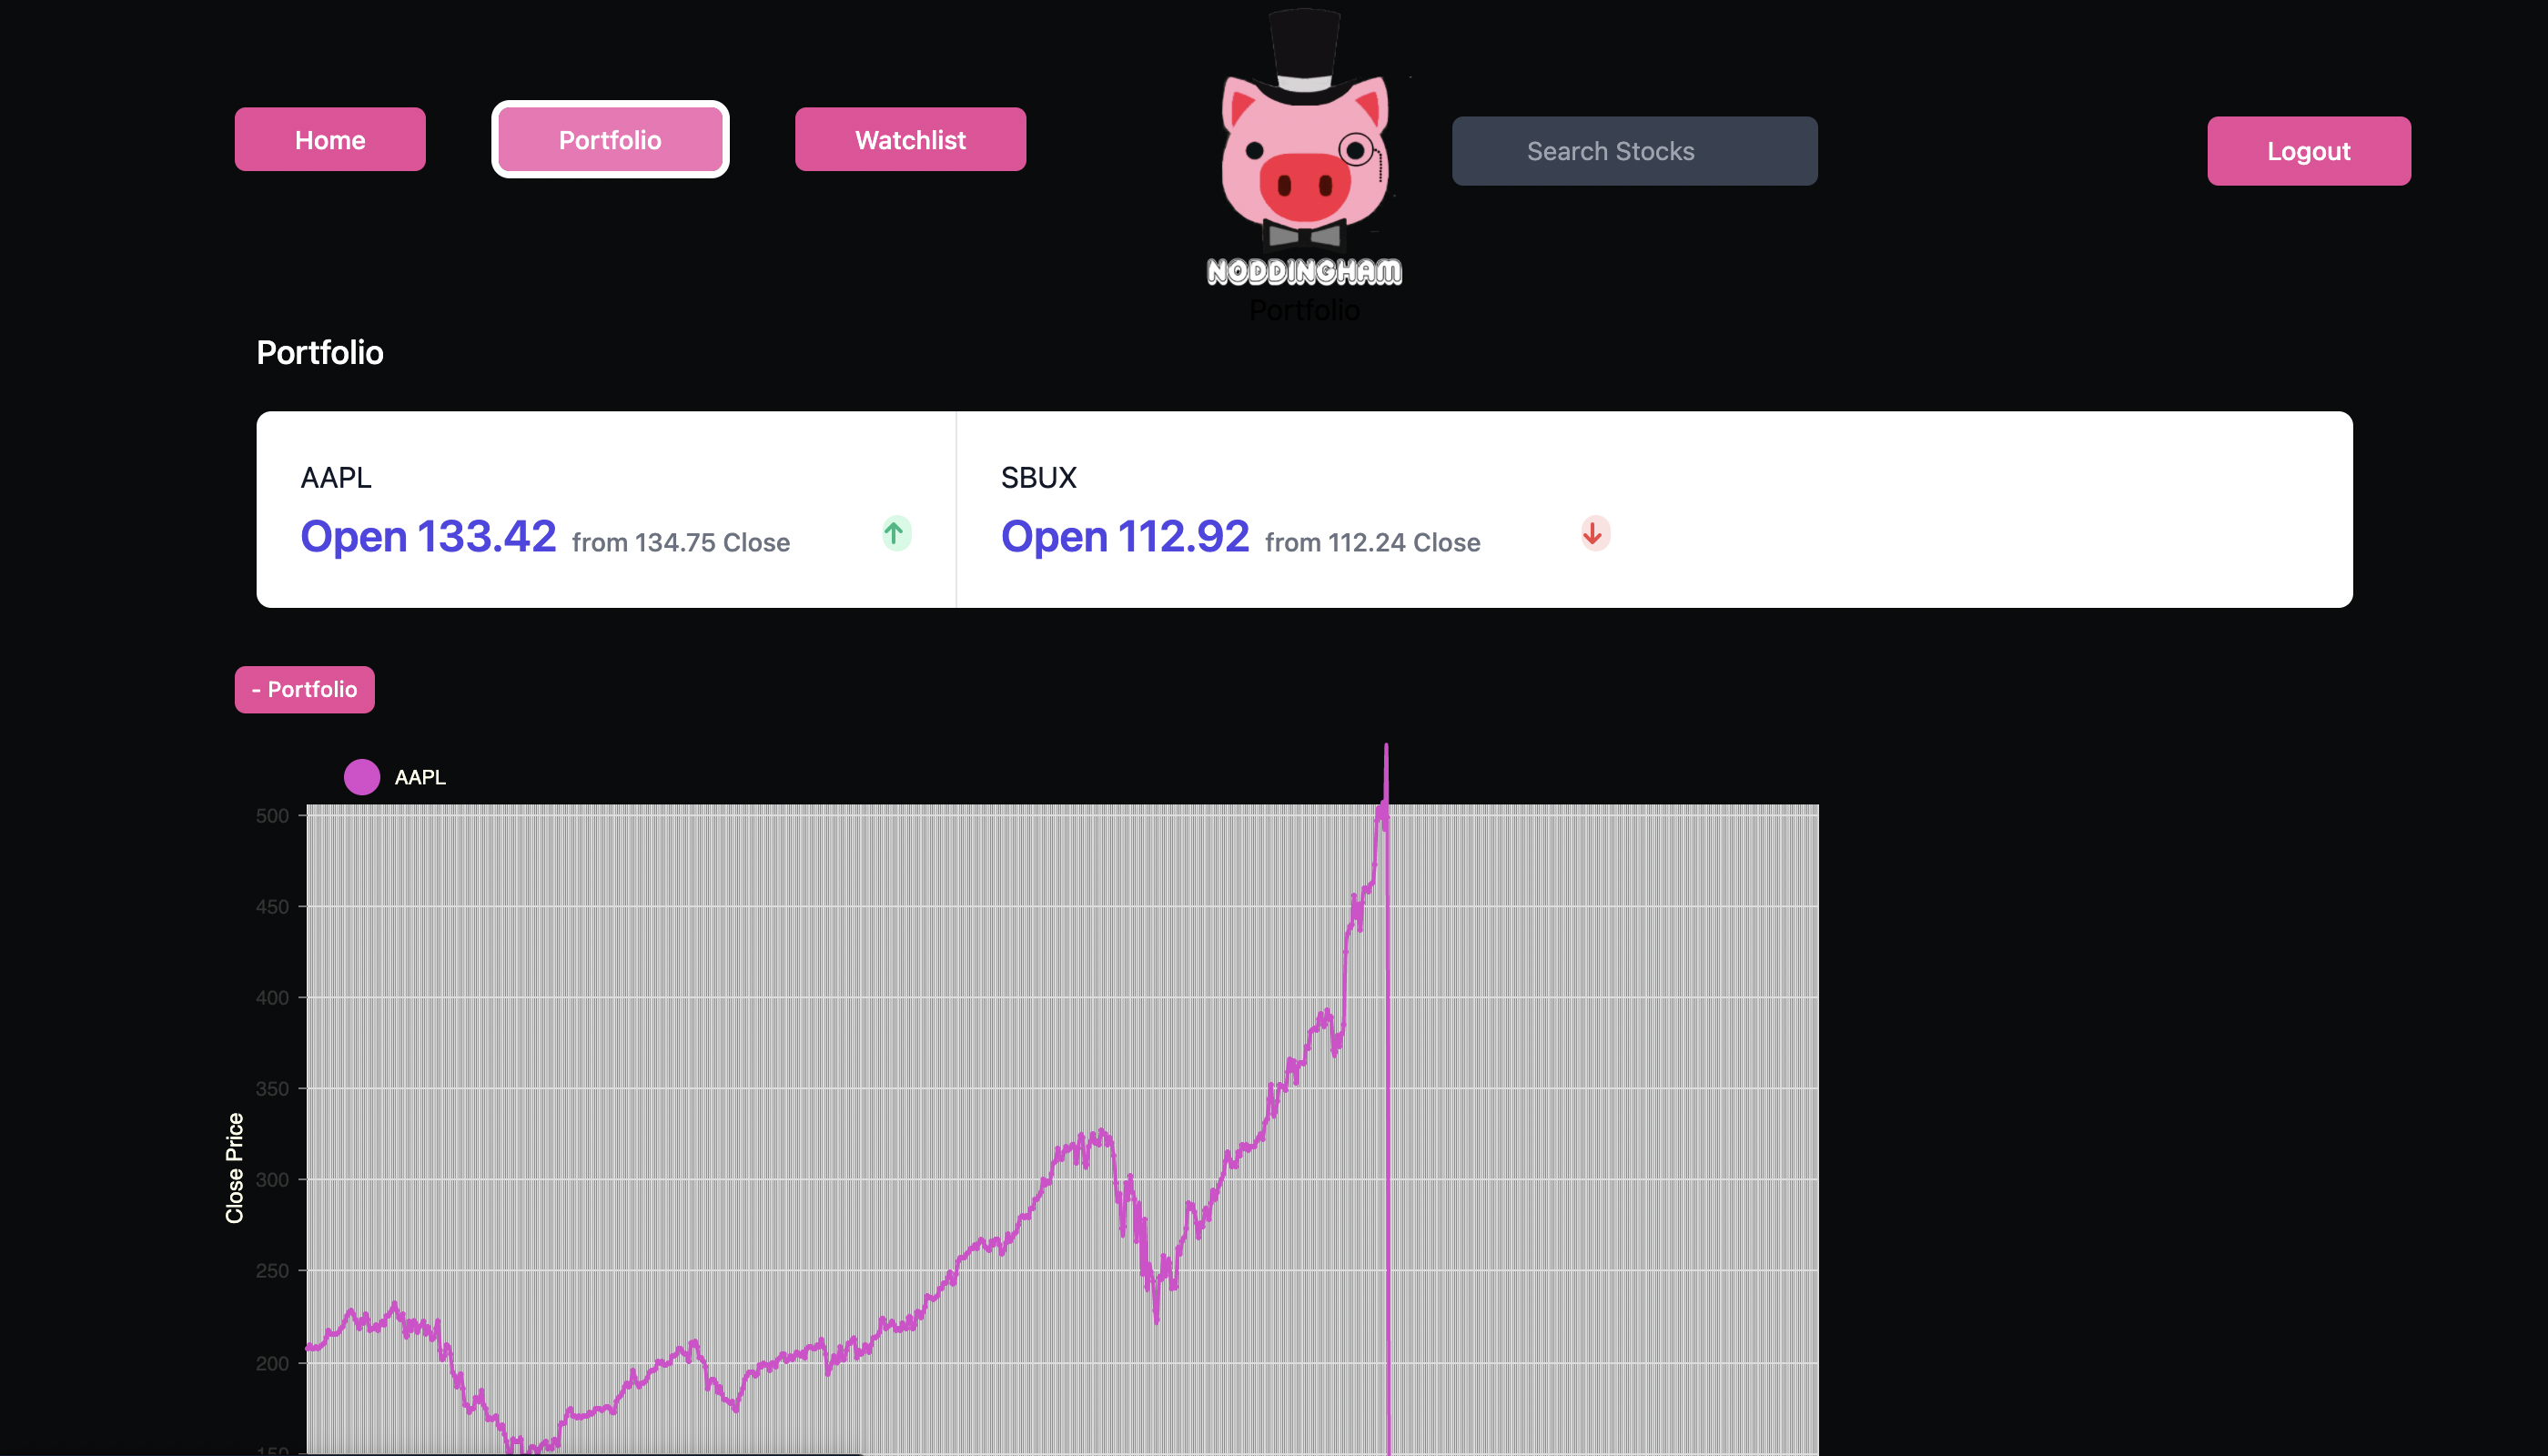 Home
Portfolio
Watchlist
Search Stocks
Logout
NODDINGHAM
Portfolio
Portfolio
AAPL
Open 133.42 from 134.75 Close
SBUX
Open 112.92 from 112.24 Close
- Portfolio
AAPL
500
450
400
350
300
250
200
150
Close Price